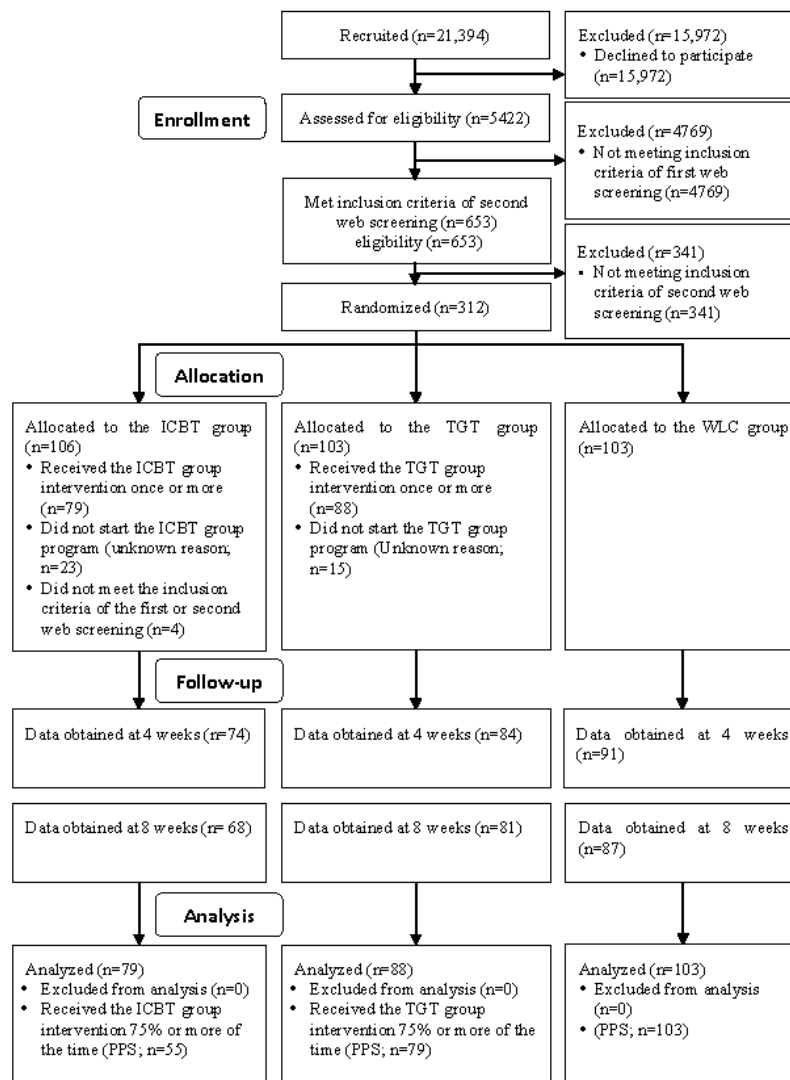 Recruited (n=21,394)
Excluded (n=15,972)
• Declined to participate
(n=15,972)
Enrollment
Assessed for eligibility (n=5422)
Excluded (n=4769)
• Not meeting inclusion
criteria of first web
screening (n=4769)
Met inclusion criteria of second
web screening (n=653)
eligibility (n=653)
Excluded (n=341)
• Not meeting inclusion
criteria of second web
screening (n=341)
Randomized (n=312)
Allocation
Allocated to the ICBT group
(n=106)
• Received the ICBT group
intervention once or more
(n=79)
• Did not start the ICBT group
program (unknown reason;
n=23)
• Did not meet the inclusion
criteria of the first or second
web screening (n=4)
Allocated to the TGT group
(n=103)
• Received the TGT group
intervention once or more
(n=88)
• Did not start the TGT group
program (Unknown reason;
n=15)
Allocated to the WLC group
(n=103)
Follow-up
Data obtained at 4 weeks (n=74)
Data obtained at 4 weeks (n=84)
Data obtained at 4 weeks
(n=91)
Data obtained at 8 weeks (n= 68)
Data obtained at 8 weeks (n=81)
Data obtained at 8 weeks
(n=87)
Analysis
Analyzed (n=79)
• Excluded from analysis (n=0)
• Received the ICBT group
intervention 75% or more of
the time (PPS; n=55)
Analyzed (n=88)
• Excluded from analysis (n=0)
• Received the TGT group
intervention 75% or more of the
time (PPS; n=79)
Analyzed (n=103)
• Excluded from analysis
(n=0)
• (PPS; n=103)